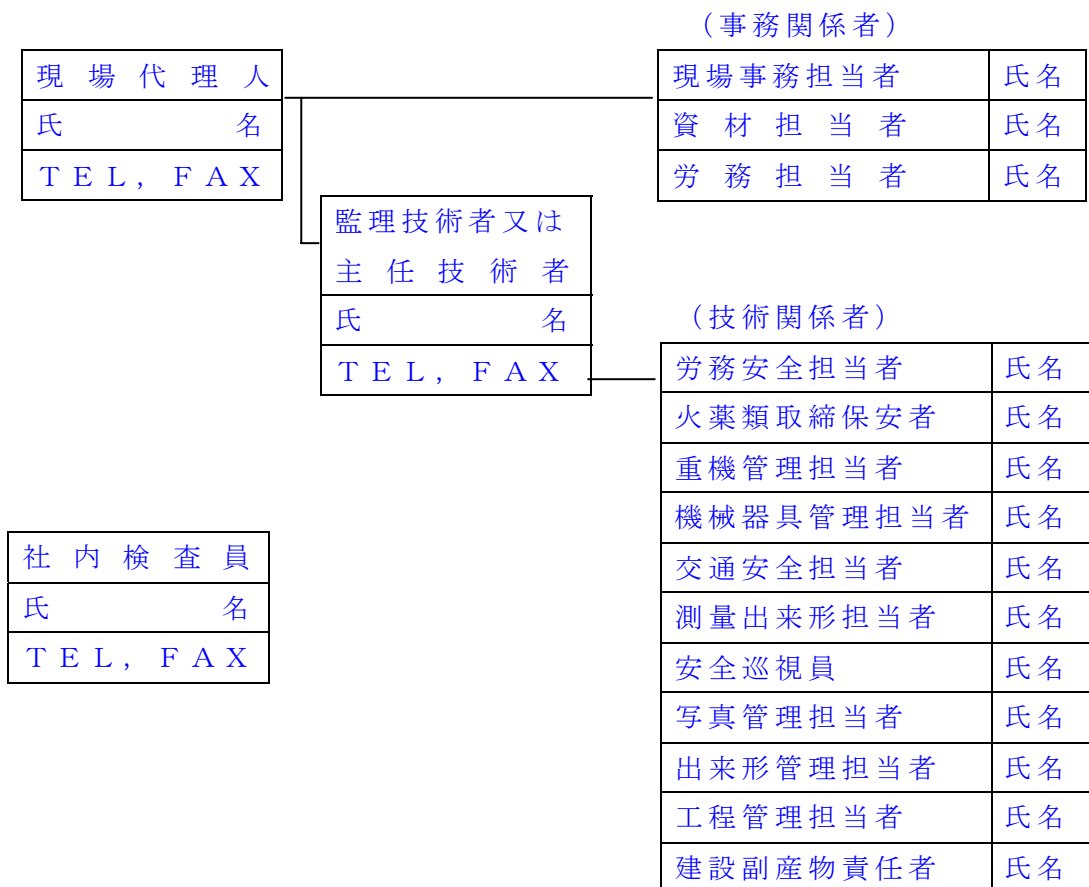 （事務関係者）
現場代理人
氏名
ＴＥＬ，ＦＡＸ
現場事務担当者 氏名
資材担当者 氏名
労務担当者 氏名
監理技術者又は
主任技術者
氏名
ＴＥＬ，ＦＡＸ
（技術関係者）
労務安全担当者 氏名
火薬類取締保安者 氏名
重機管理担当者 氏名
機械器具管理担当者 氏名
交通安全担当者 氏名
測量出来形担当者 氏名
安全巡視員 氏名
写真管理担当者 氏名
出来形管理担当者 氏名
工程管理担当者 氏名
建設副産物責任者 氏名
社内検査員
氏名
ＴＥＬ，ＦＡＸ